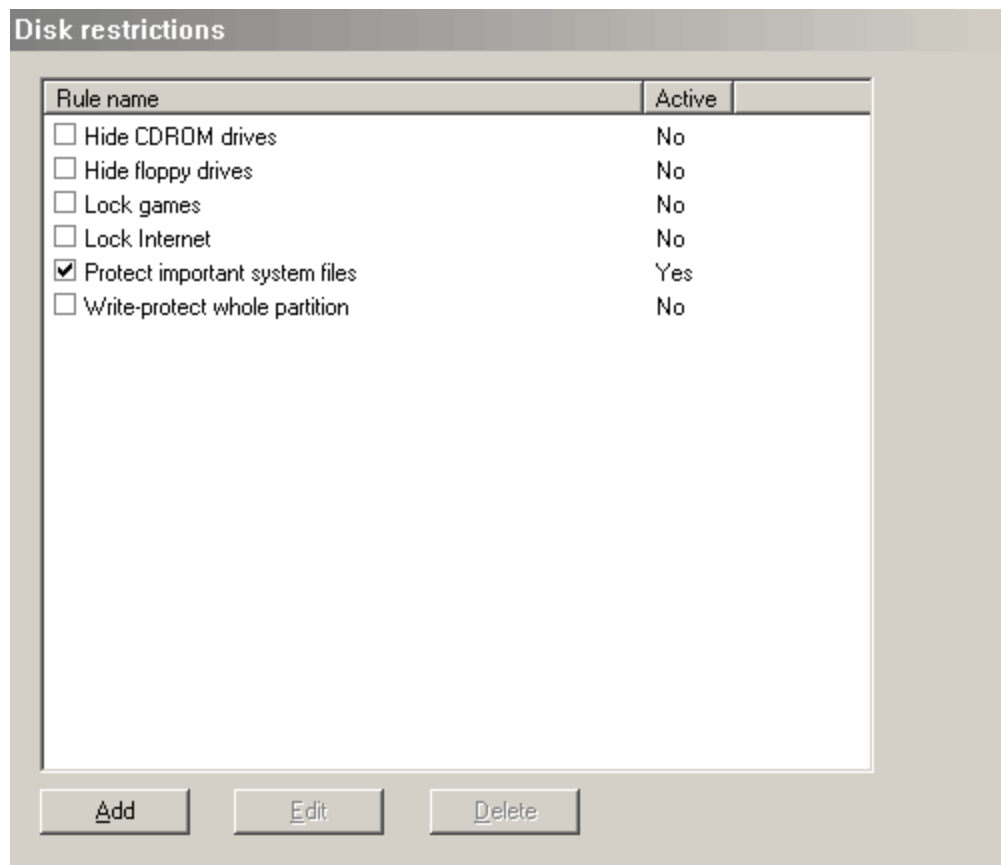 Disk restrictions
Rule name Active
Hide CDROM drives No
Hide floppy drives No
Lock games No
Lock Internet No
Protect important system files Yes
Write-protect whole partition No
Add Edit Delete